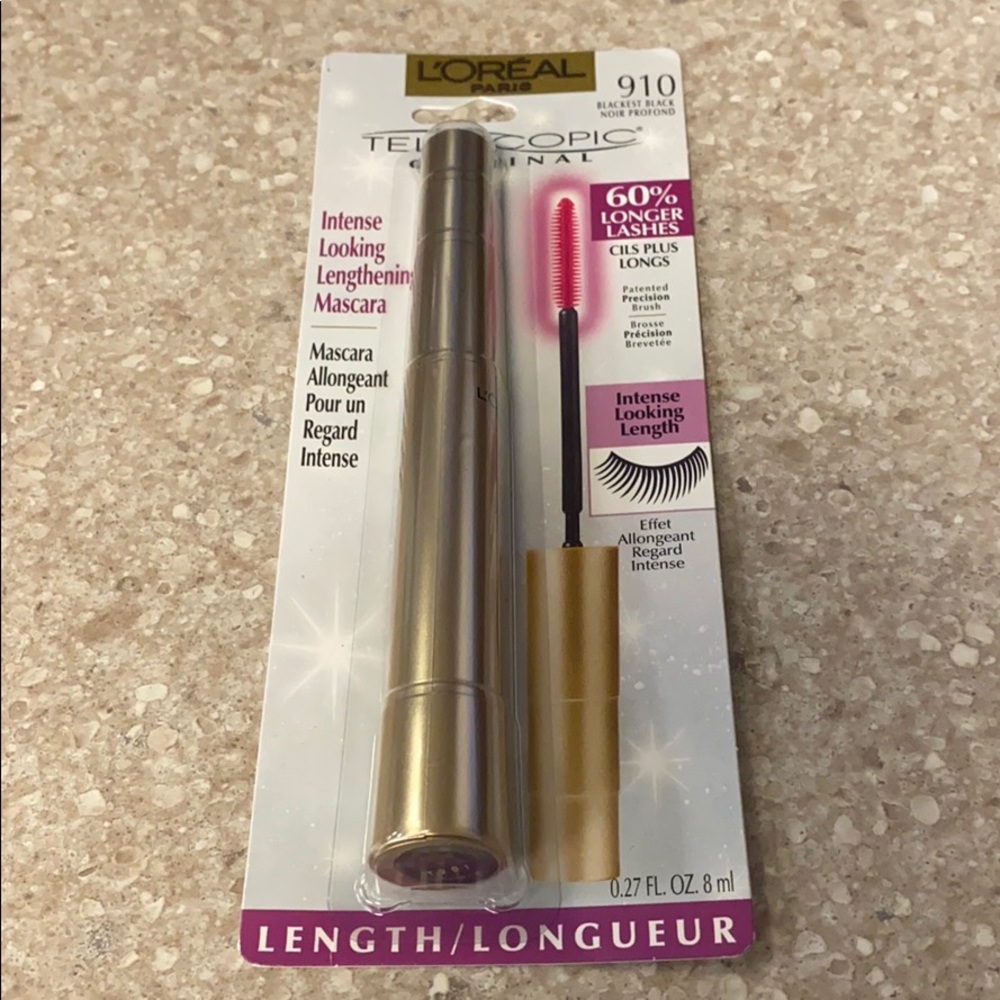 L'ORÉAL
PARIS
910
BLACKEST BLACK
NOIR PROFOND
COPIC®
Intense
Looking
Lengthening
Mascara
Mascara
Allongeant
Pour un
Regard
Intense
60%
LONGER
LASHES
CILS PLUS
LONGS
Patented
Precision
Brush
Brosse
Précision
Brevetée
Intense
Looking
Length
Effet
Allongeant
Regard
Intense
0.27 FL. OZ. 8 ml
LENGTH/LONGUEUR